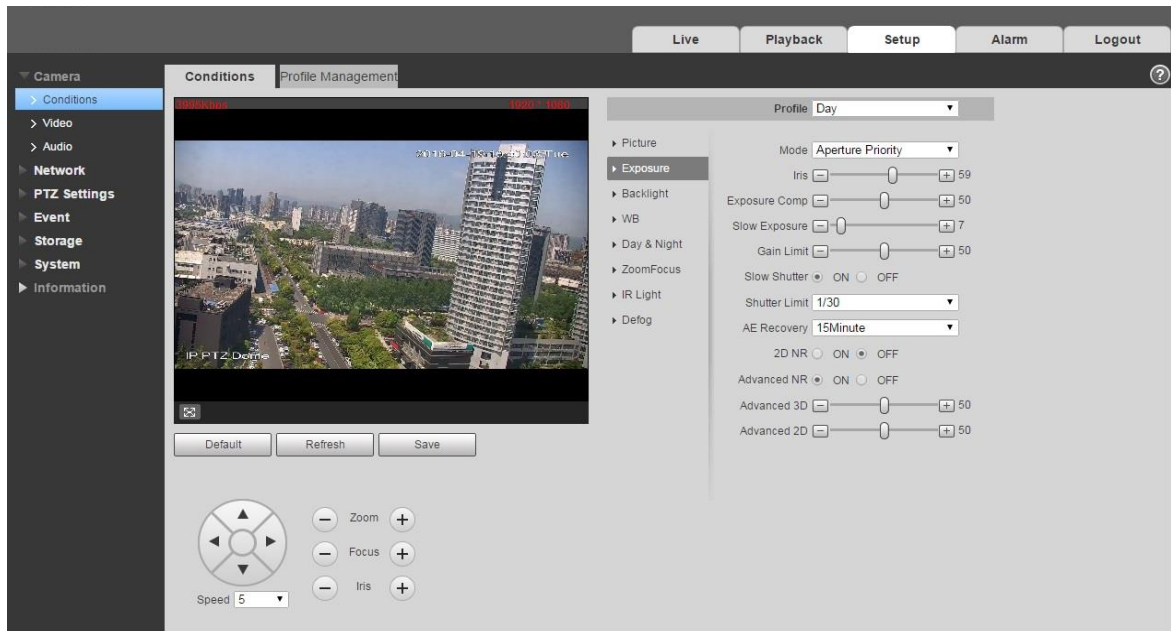 Live
Playback
Setup
Alarm
Logout
Camera
Conditions
Video
Audio
Network
PTZ Settings
Event
Storage
System
Information
Conditions
Profile Management
1920 * 1080
IP PTZ Dome
Default
Refresh
Save
Zoom
Focus
Iris
Speed 5
Profile Day
Picture
Exposure
Backlight
WB
Day & Night
ZoomFocus
IR Light
Defog
Mode Aperture Priority
Iris 59
Exposure Comp 50
Slow Exposure 7
Gain Limit 50
Slow Shutter ON OFF
Shutter Limit 1/30
AE Recovery 15Minute
2D NR ON OFF
Advanced NR ON OFF
Advanced 3D 50
Advanced 2D 50